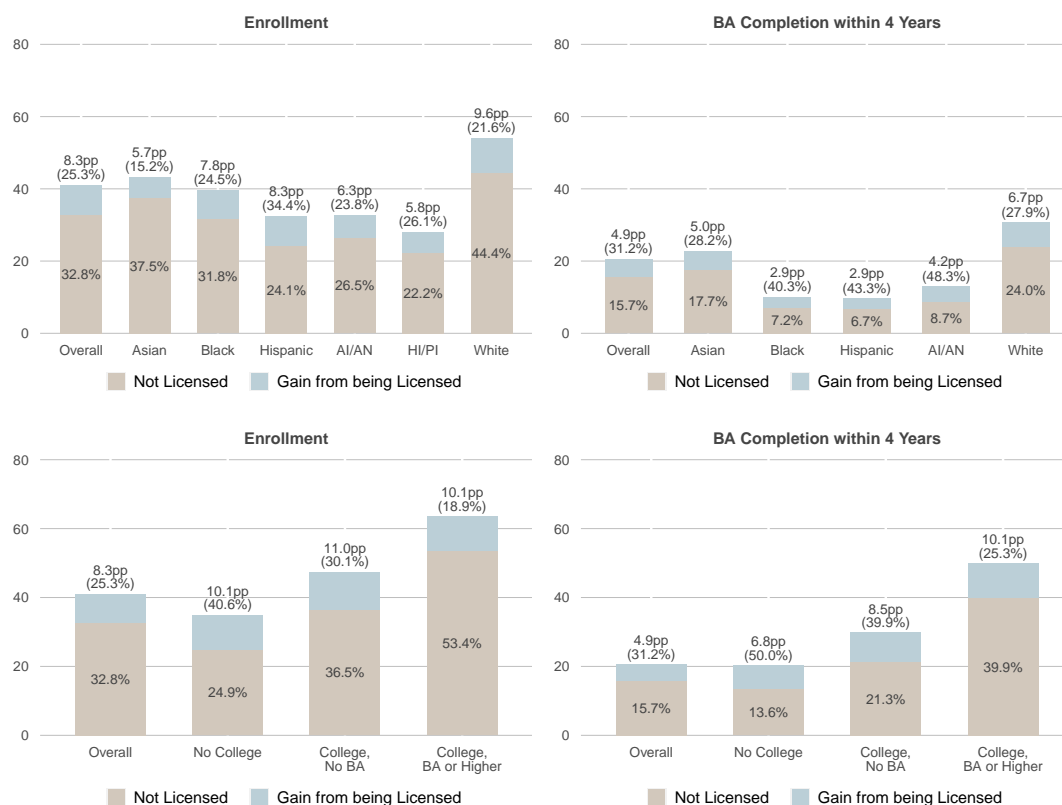 Enrollment
80
60
40
20
0
8.3pp
(25.3%)
32.8%
5.7pp
(15.2%)
37.5%
7.8pp
(24.5%)
31.8%
8.3pp
(34.4%)
24.1%
6.3pp
(23.8%)
26.5%
5.8pp
(26.1%)
22.2%
9.6pp
(21.6%)
44.4%
Overall Asian Black Hispanic AI/AN HI/PI White
Not Licensed Gain from being Licensed
BA Completion within 4 Years
80
60
40
20
0
4.9pp
(31.2%)
15.7%
5.0pp
(28.2%)
17.7%
2.9pp
(40.3%)
7.2%
2.9pp
(43.3%)
6.7%
4.2pp
(48.3%)
8.7%
6.7pp
(27.9%)
24.0%
Overall Asian Black Hispanic AI/AN White
Not Licensed Gain from being Licensed
Enrollment
80
60
40
20
0
8.3pp
(25.3%)
32.8%
10.1pp
(40.6%)
24.9%
11.0pp
(30.1%)
36.5%
10.1pp
(18.9%)
53.4%
Overall No College College, College,
No BA BA or Higher
Not Licensed Gain from being Licensed
BA Completion within 4 Years
80
60
40
20
0
4.9pp
(31.2%)
15.7%
6.8pp
(50.0%)
13.6%
8.5pp
(39.9%)
21.3%
10.1pp
(25.3%)
39.9%
Overall No College College, College,
No BA BA or Higher
Not Licensed Gain from being Licensed